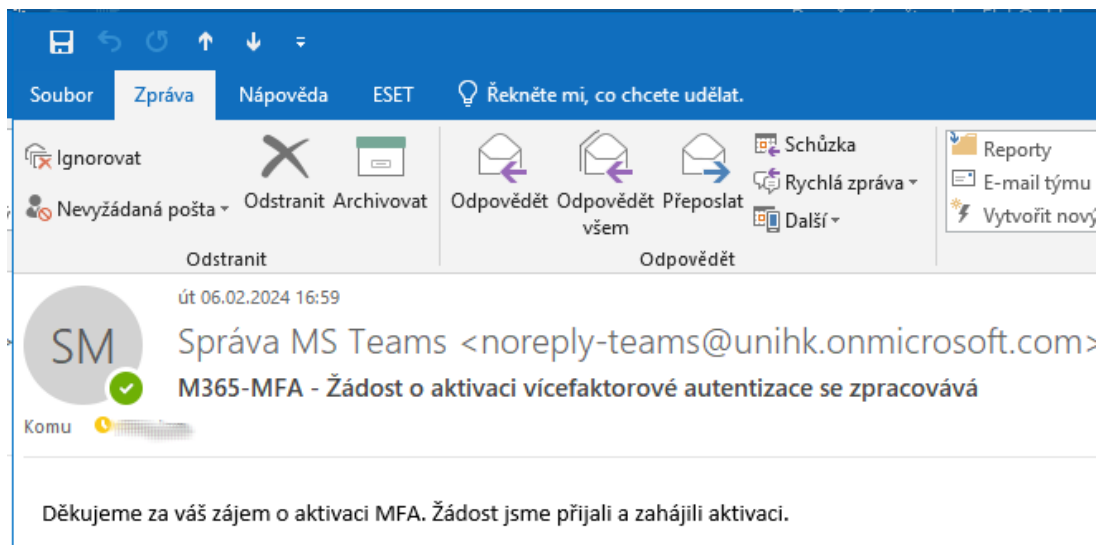 Soubor Zpráva Nápověda ESET Řekněte mi, co chcete udělat.
Ignorovat
Nevyžádaná pošta
Odstranit Archivovat
Odstranit
Odpovědět Odpovědět všem Přeposlat
Schůzka
Rychlá zpráva
Další
Odpovědět
Reporty
E-mail týmu
Vytvořit nový
út 06.02.2024 16:59
SM
Správa MS Teams <noreply-teams@unihk.onmicrosoft.com>
M365-MFA - Žádost o aktivaci vícefaktorové autentizace se zpracovává
Komu
Děkujeme za váš zájem o aktivaci MFA. Žádost jsme přijali a zahájili aktivaci.